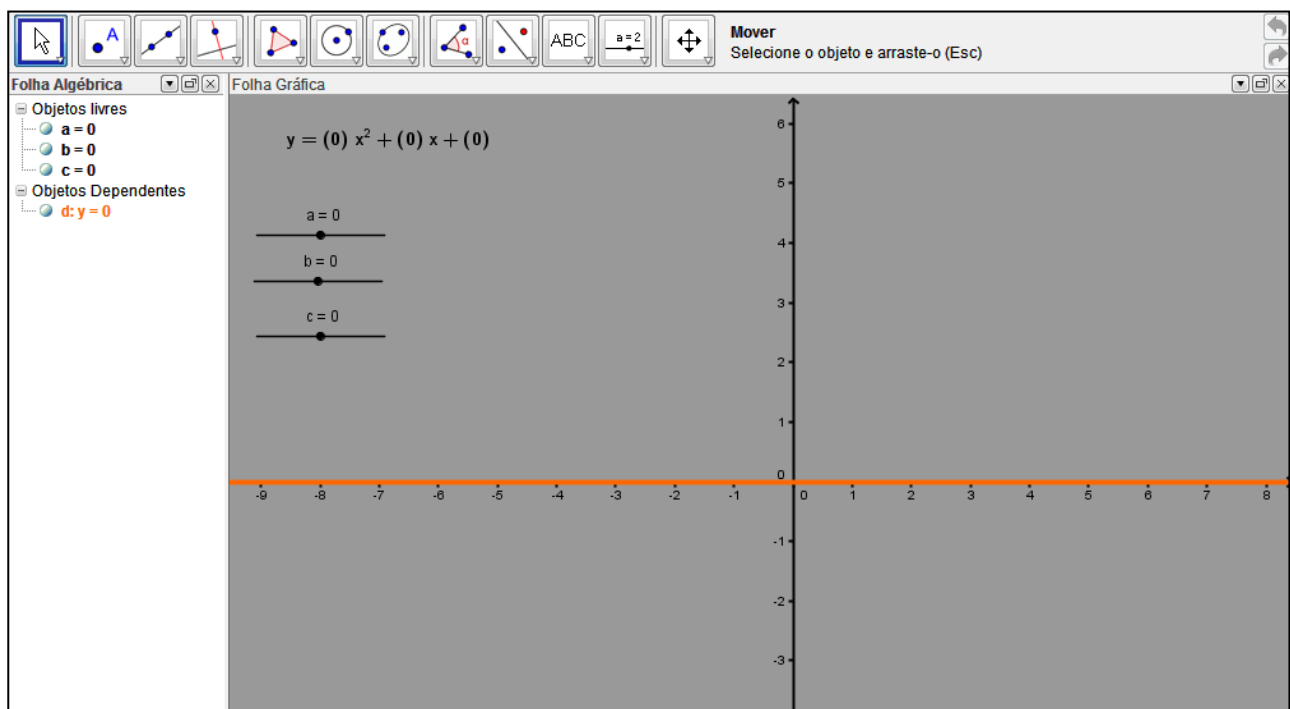 A
α
ABC
a = 2
Mover
Selecione o objeto e arraste-o (Esc)
Folha Algébrica
Folha Gráfica
Objetos livres
a = 0
b = 0
c = 0
Objetos Dependentes
d: y = 0
y = (0) x² + (0) x + (0)
a = 0
b = 0
c = 0
6
5
4
3
2
1
0
-9 -8 -7 -6 -5 -4 -3 -2 -1 0 1 2 3 4 5 6 7 8
-1
-2
-3